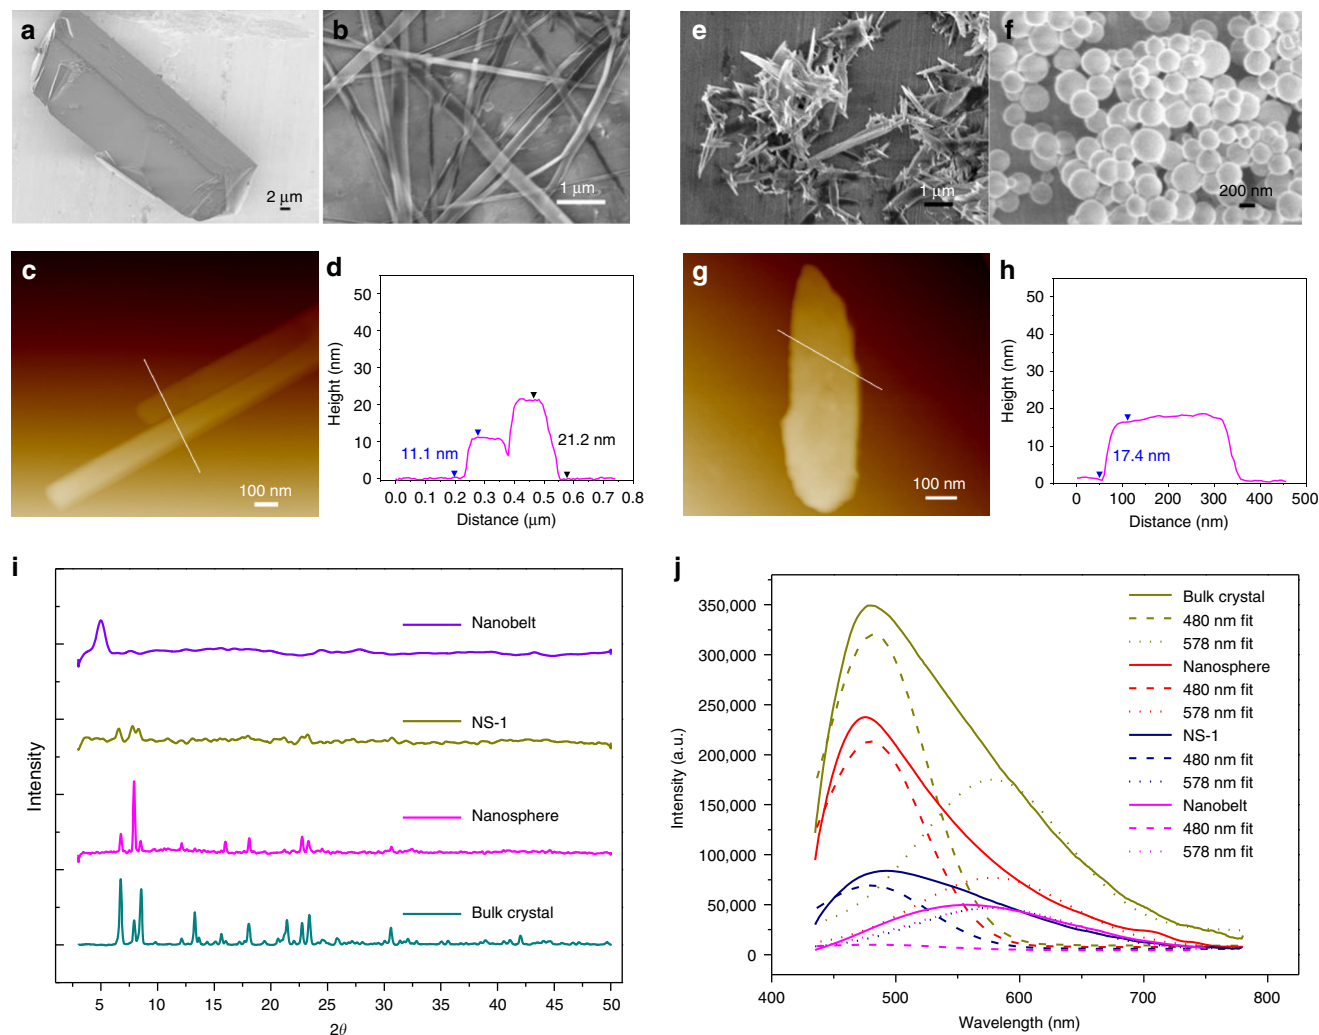 a
2 μm
b
1 μm
e
1 μm
f
200 nm
c
100 nm
d
50
40
30
20
10
0
Height (nm)
11.1 nm
21.2 nm
0.0 0.1 0.2 0.3 0.4 0.5 0.6 0.7 0.8
Distance (μm)
g
100 nm
h
50
40
30
20
10
0
Height (nm)
17.4 nm
0 100 200 300 400 500
Distance (nm)
i
Intensity
Nanobelt
NS-1
Nanosphere
Bulk crystal
5 10 15 20 25 30 35 40 45 50
2θ
j
350,000
300,000
250,000
200,000
150,000
100,000
50,000
0
Intensity (a.u.)
Bulk crystal
480 nm fit
578 nm fit
Nanosphere
480 nm fit
578 nm fit
NS-1
480 nm fit
578 nm fit
Nanobelt
480 nm fit
578 nm fit
400 500 600 700 800
Wavelength (nm)